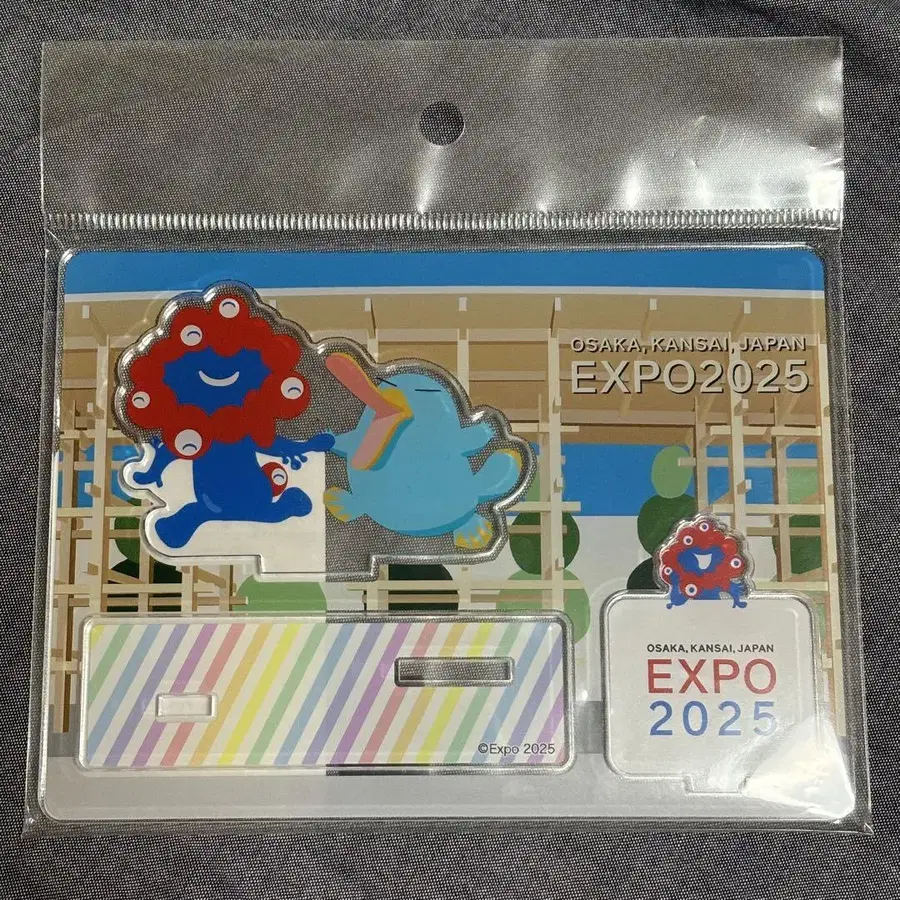 OSAKA, KANSAI, JAPAN
EXPO2025
OSAKA, KANSAI, JAPAN
EXPO
2025
©Expo 2025